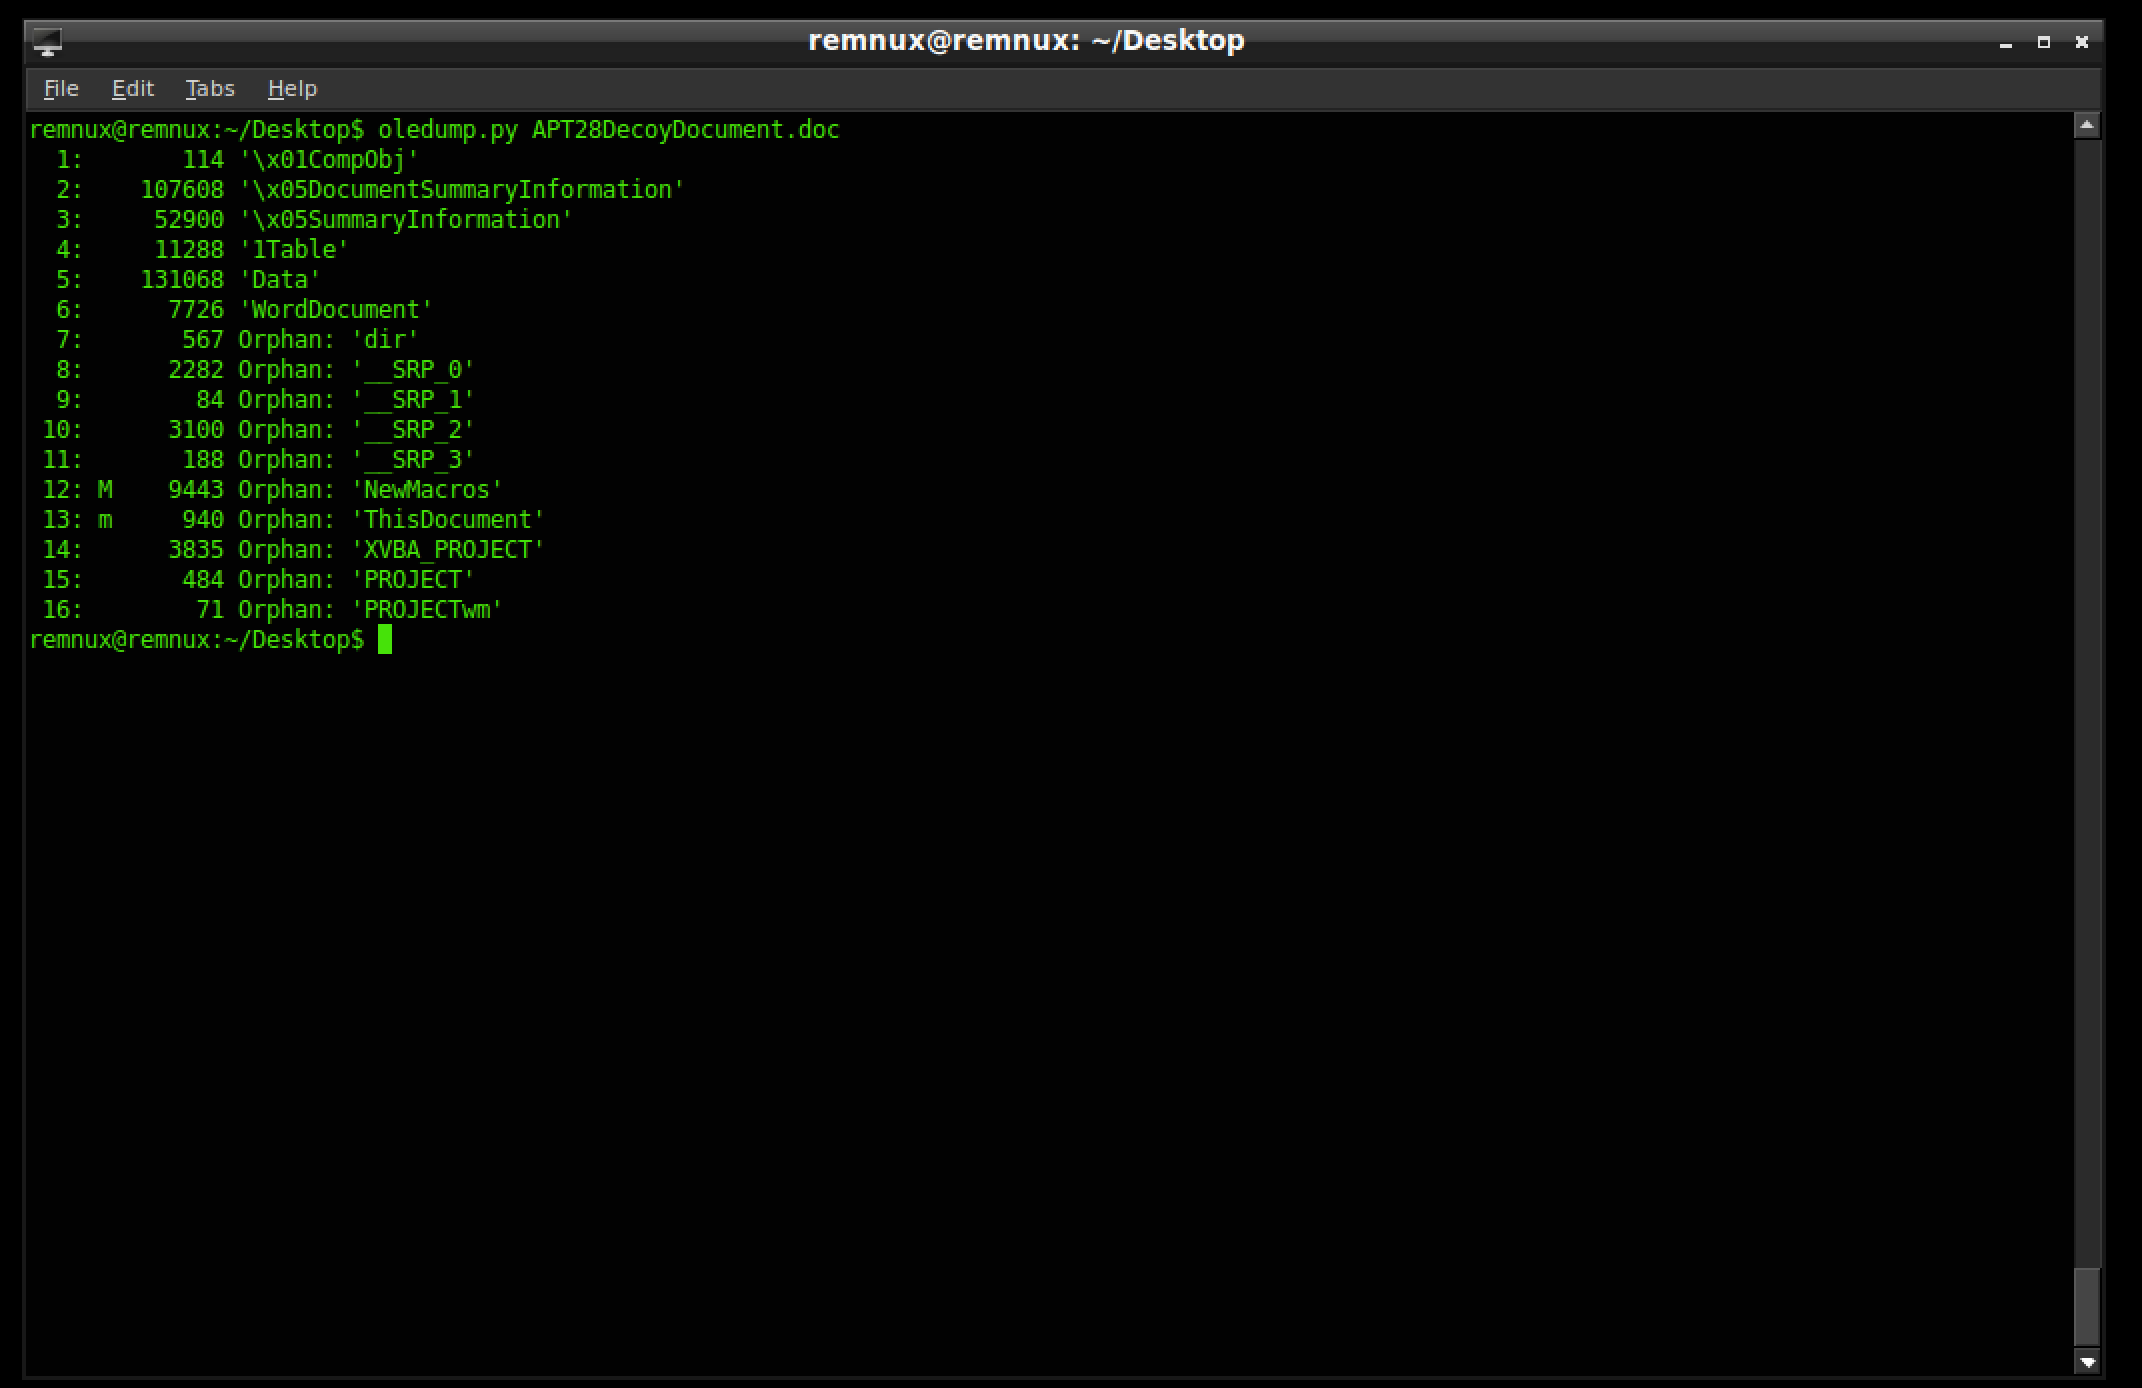 remnux@remnux: ~/Desktop
File Edit Tabs Help
remnux@remnux:~/Desktop$ oledump.py APT28DecoyDocument.doc
  1:       114 '\x01CompObj'
  2:    107608 '\x05DocumentSummaryInformation'
  3:     52900 '\x05SummaryInformation'
  4:     11288 '1Table'
  5:    131068 'Data'
  6:      7726 'WordDocument'
  7:       567 Orphan: 'dir'
  8:      2282 Orphan: '__SRP_0'
  9:        84 Orphan: '__SRP_1'
 10:      3100 Orphan: '__SRP_2'
 11:       188 Orphan: '__SRP_3'
 12: M    9443 Orphan: 'NewMacros'
 13: m     940 Orphan: 'ThisDocument'
 14:      3835 Orphan: 'XVBA_PROJECT'
 15:       484 Orphan: 'PROJECT'
 16:        71 Orphan: 'PROJECTwm'
remnux@remnux:~/Desktop$